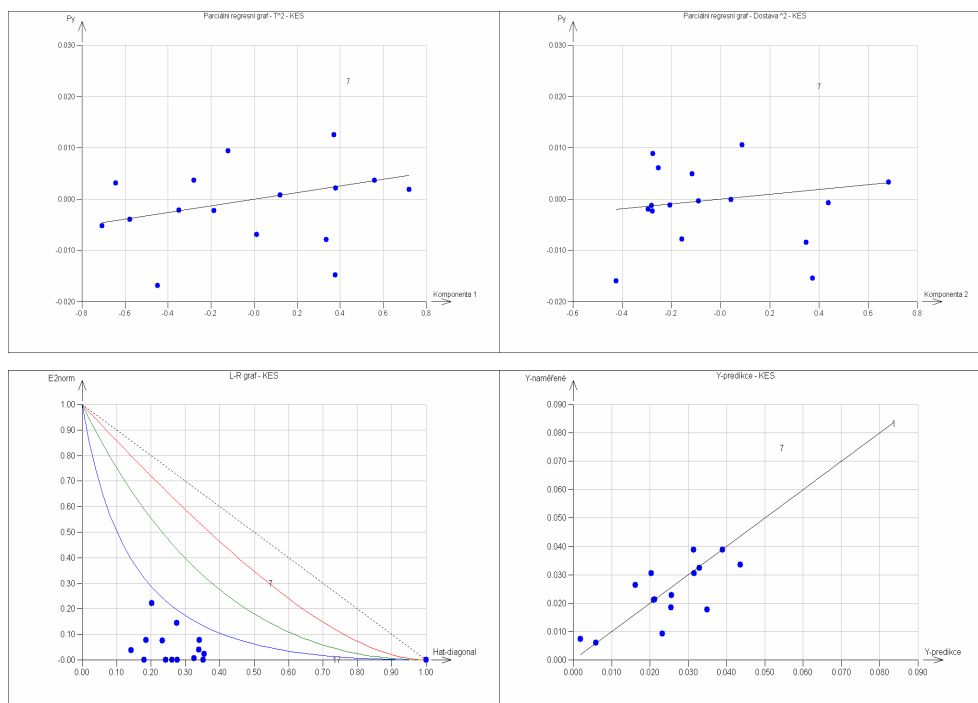 Parciální regresní graf - T^2 - KES
Py
0.030
0.020
7
0.010
0.000
-0.010
-0.020
Komponenta 1
-0.8 -0.6 -0.4 -0.2 -0.0 0.2 0.4 0.6 0.8
Parciální regresní graf - Dostava ^2 - KES
Py
0.030
0.020
7
0.010
0.000
-0.010
-0.020
Komponenta 2
-0.6 -0.4 -0.2 -0.0 0.2 0.4 0.6 0.8
L-R graf - KES
E2norm
1.00
0.90
0.80
0.70
0.60
0.50
0.40
0.30
7
0.20
0.10
-0.00
Hat-diagonal
0.00 0.10 0.20 0.30 0.40 0.50 0.60 0.70 0.80 0.90 1.00
Y-predikce - KES
Y-naměřené
0.090
1
0.080
7
0.070
0.060
0.050
0.040
0.030
0.020
0.010
0.000
Y-predikce
0.000 0.010 0.020 0.030 0.040 0.050 0.060 0.070 0.080 0.090